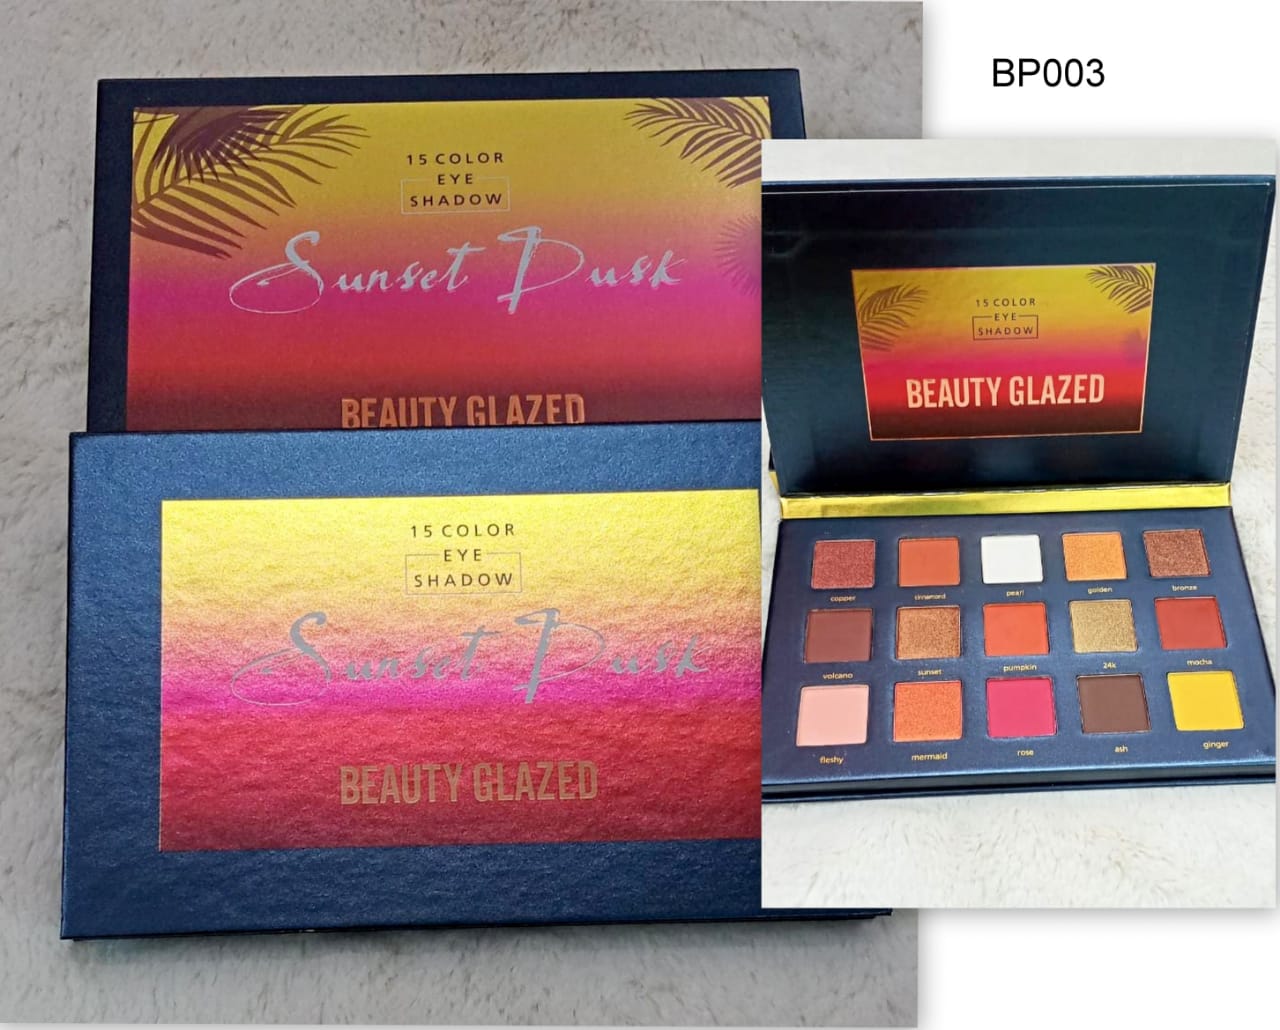 BP003
15 COLOR
EYE
SHADOW
Sunset Dusk
BEAUTY GLAZED
15 COLOR
EYE
SHADOW
Sunset Dusk
BEAUTY GLAZED
15 COLOR
EYE
SHADOW
BEAUTY GLAZED
copper cinnamord pearl golden bronze
volcano sunset pumpkin 24k mocha
fleshy mermaid rose ash ginger